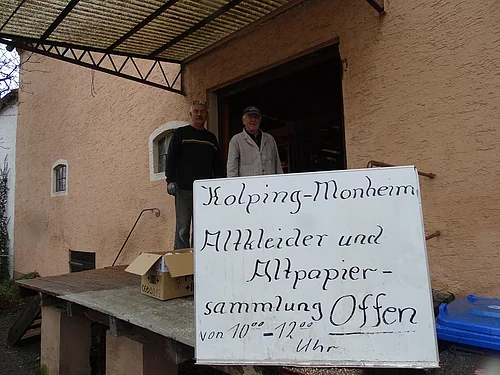 Kolping-Monheim
Altkleider und
Altpapier-
sammlung Offen
von 10⁰⁰-12⁰⁰
Uhr